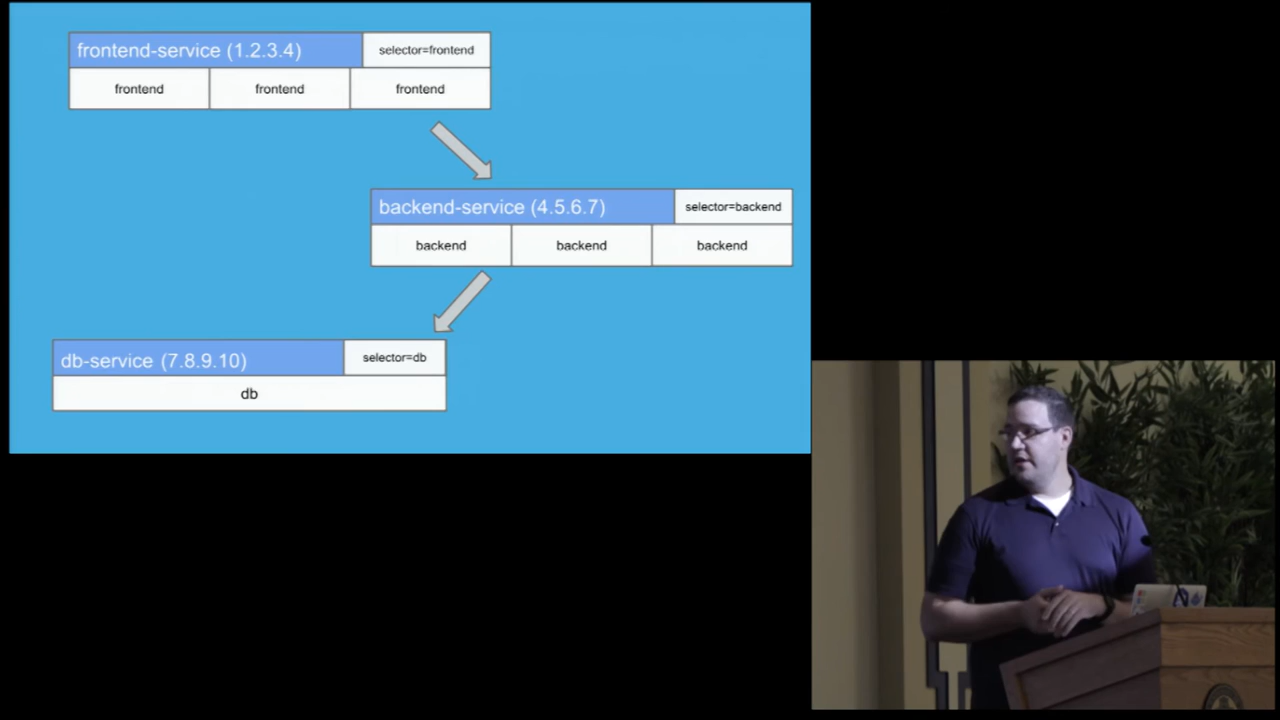 frontend-service (1.2.3.4)
selector=frontend
frontend
frontend
frontend
backend-service (4.5.6.7)
selector=backend
backend
backend
backend
db-service (7.8.9.10)
selector=db
db